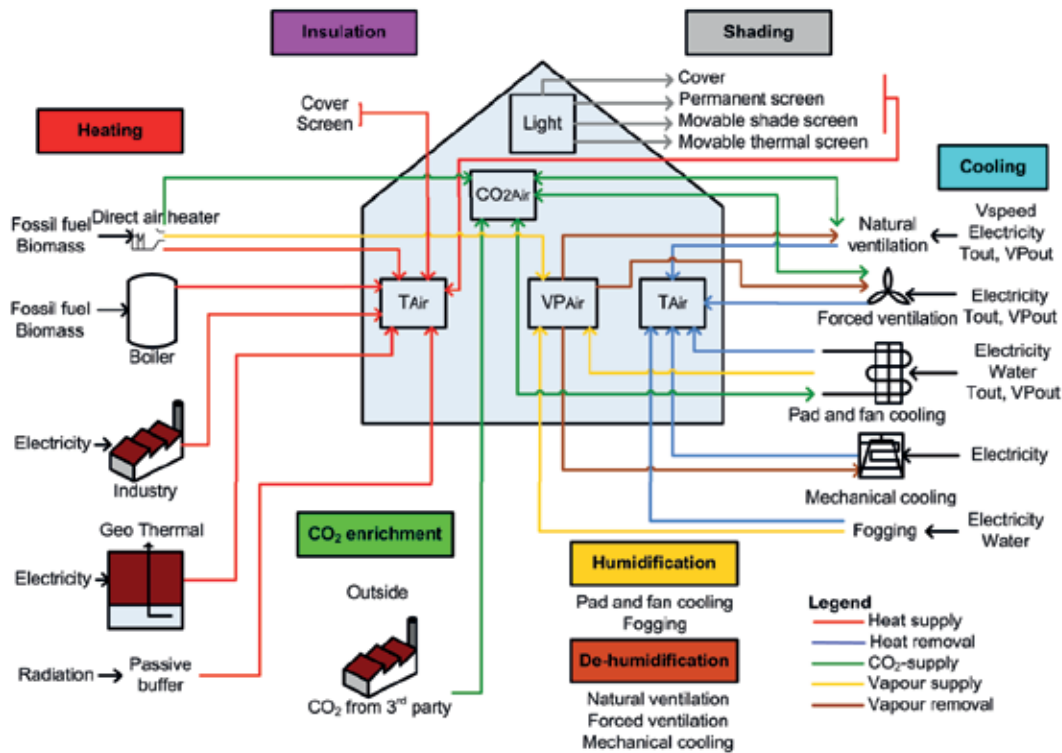 Insulation
Shading
Cover
Screen
Light
Cover
Permanent screen
Movable shade screen
Movable thermal screen
Heating
Cooling
CO2Air
Direct air heater
Fossil fuel
Biomass
Natural
ventilation
Vspeed
Electricity
Tout, VPout
TAir
VPAir
TAir
Fossil fuel
Biomass
Boiler
Forced ventilation
Electricity
Tout, VPout
Electricity
Water
Tout, VPout
Pad and fan cooling
Electricity
Industry
Electricity
Mechanical cooling
Geo Thermal
CO₂ enrichment
Fogging
Electricity
Water
Humidification
Electricity
Outside
Pad and fan cooling
Fogging
Legend
Heat supply
Heat removal
CO₂-supply
Vapour supply
Vapour removal
De-humidification
Radiation
Passive
buffer
CO₂ from 3rd party
Natural ventilation
Forced ventilation
Mechanical cooling